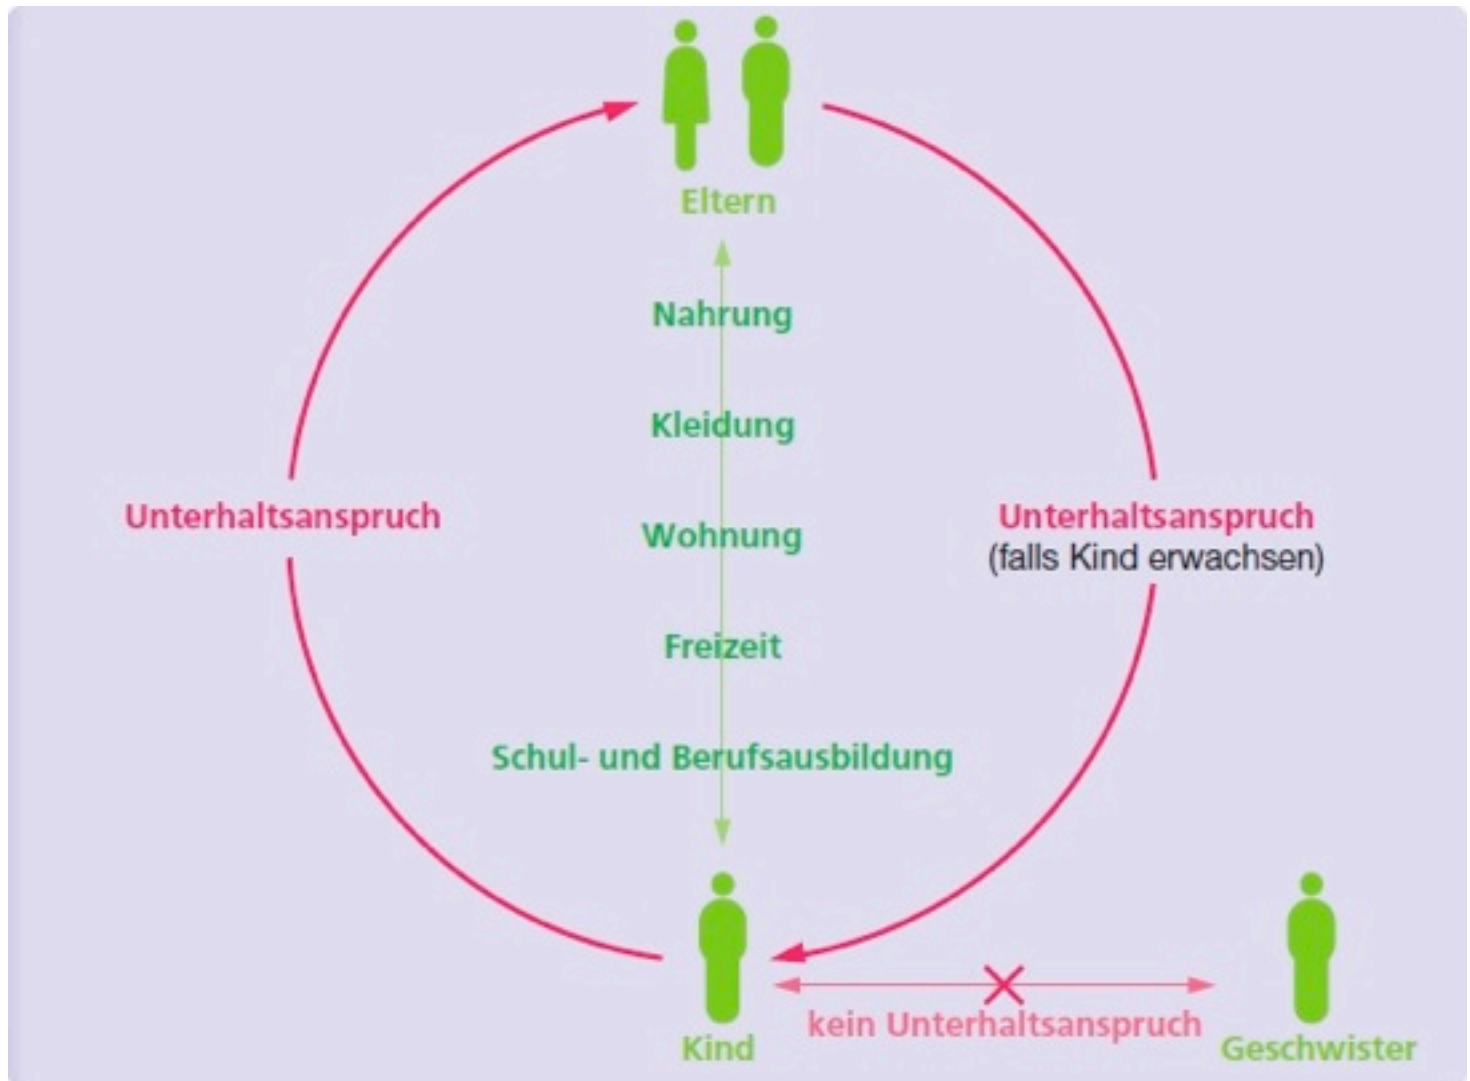 Eltern
Nahrung
Kleidung
Unterhaltsanspruch
Unterhaltsanspruch
(falls Kind erwachsen)
Wohnung
Freizeit
Schul- und Berufsausbildung
kein Unterhaltsanspruch
Kind
Geschwister